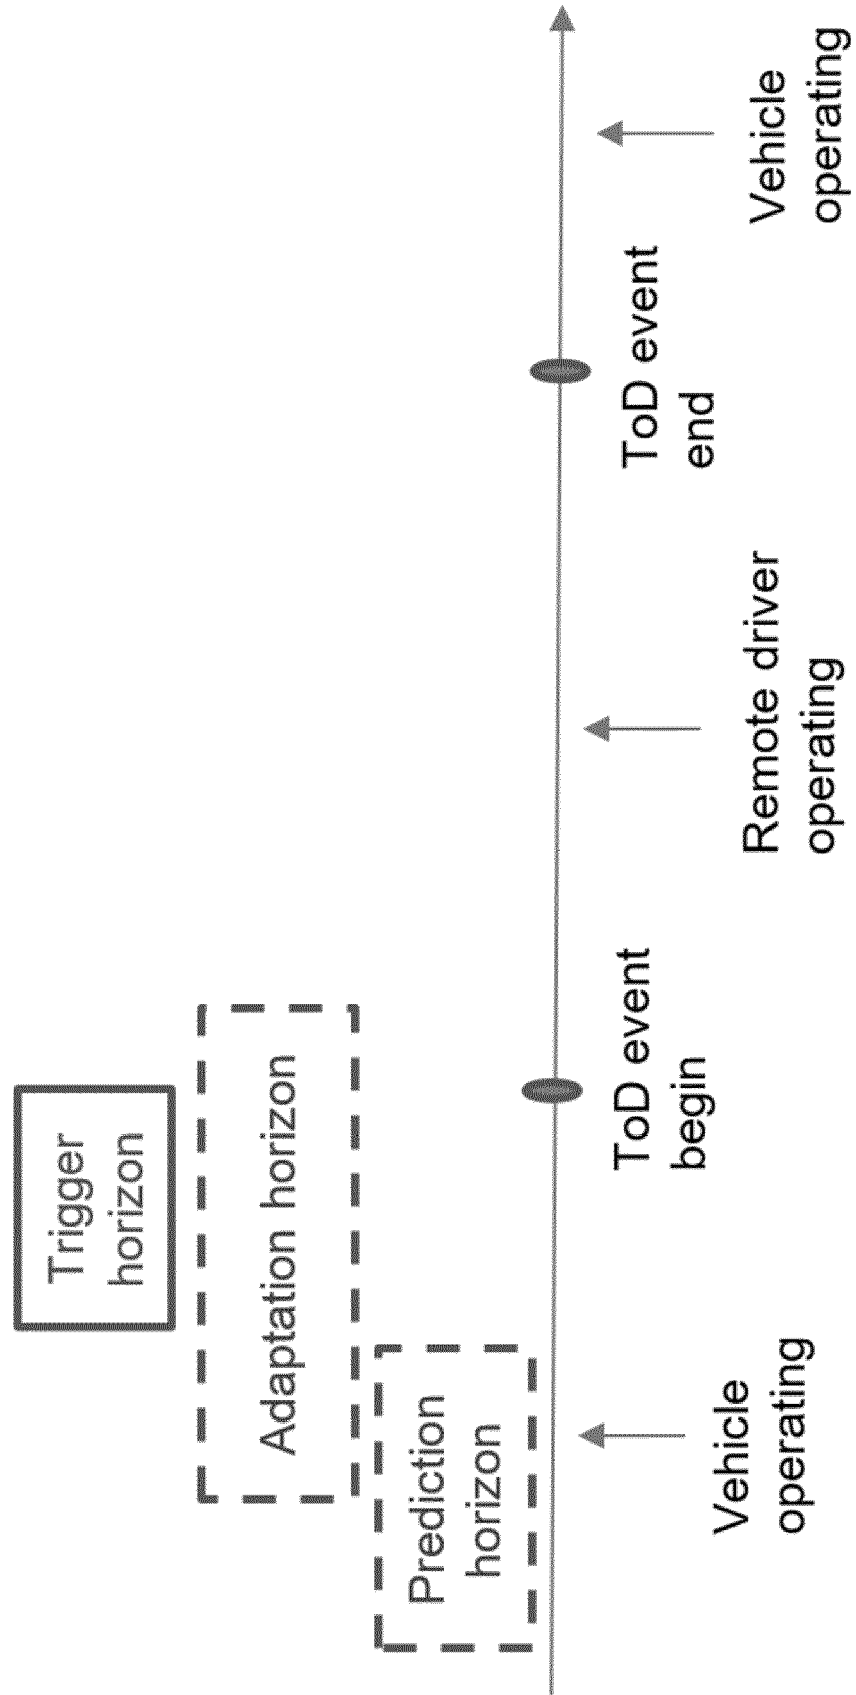 Trigger
horizon
Adaptation horizon
Prediction
horizon
ToD event
begin
ToD event
end
Vehicle
operating
Remote driver
operating
Vehicle
operating